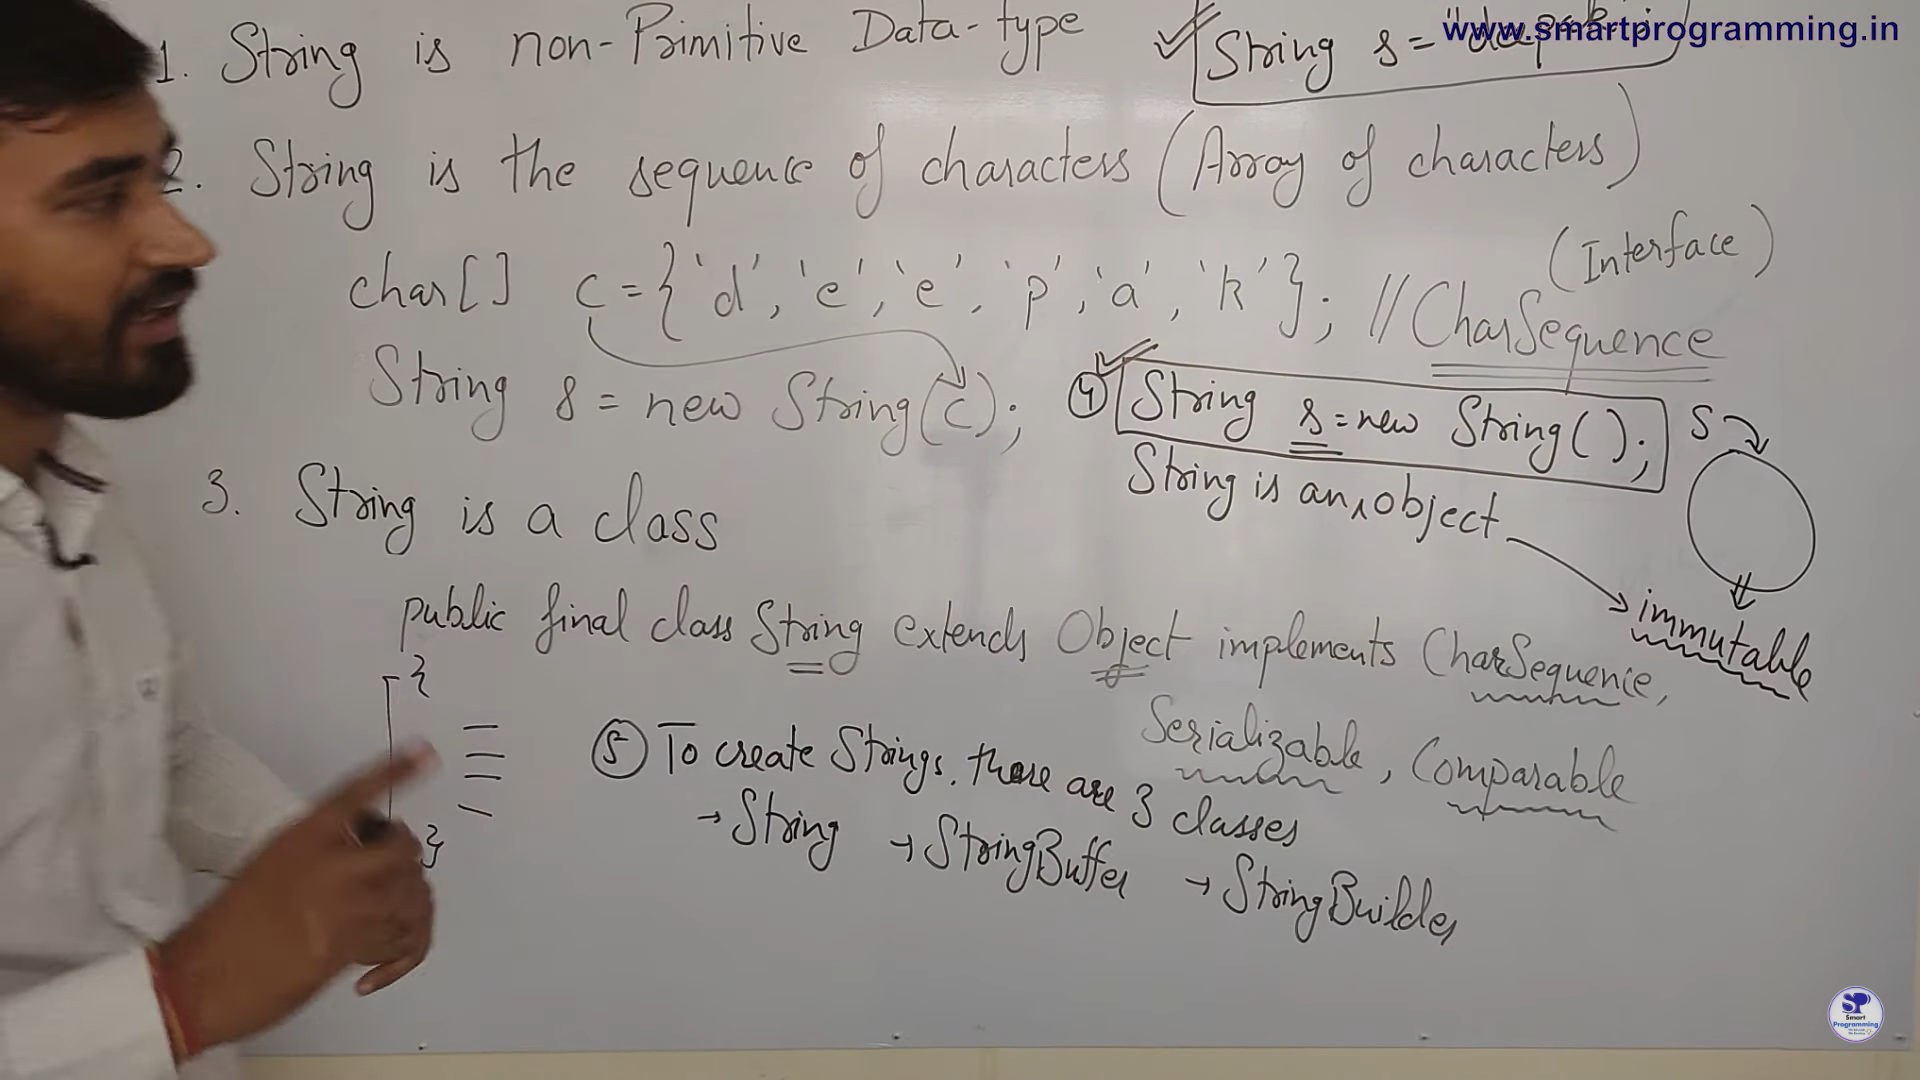 www.smartprogramming.in
1. String is non-Primitive Data-type String s = "deepak";
2. String is the sequence of characters (Array of characters)
(Interface)
char[] c = {'d', 'e', 'e', 'p', 'a', 'k'}; // CharSequence
String s = new String(c);
④ String s = new String(); S
String is an object
3. String is a class
immutable
public final class String extends Object implements CharSequence,
Serializable, Comparable
{
}
⑤ To create Strings, there are 3 classes
→ String → StringBuffer → StringBuilder
SP
Smart
Programming